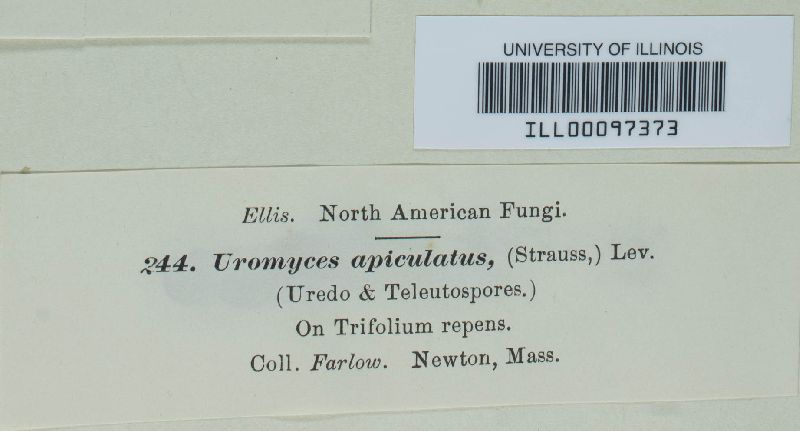 UNIVERSITY OF ILLINOIS
ILL00097373
Ellis. North American Fungi.
244. Uromyces apiculatus, (Strauss,) Lev.
(Uredo & Teleutospores.)
On Trifolium repens.
Coll. Farlow. Newton, Mass.